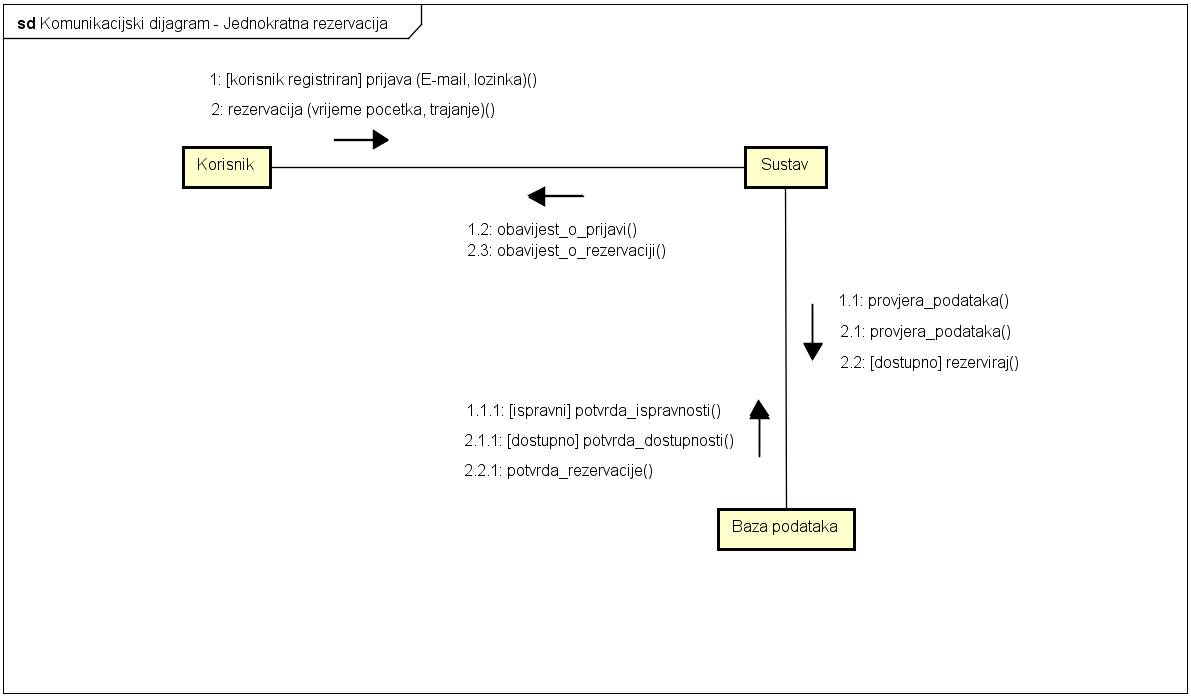 sd Komunikacijski dijagram - Jednokratna rezervacija
1: [korisnik registriran] prijava (E-mail, lozinka)()
2: rezervacija (vrijeme pocetka, trajanje)()
Korisnik
Sustav
1.2: obavijest_o_prijavi()
2.3: obavijest_o_rezervaciji()
1.1: provjera_podataka()
2.1: provjera_podataka()
2.2: [dostupno] rezerviraj()
1.1.1: [ispravni] potvrda_ispravnosti()
2.1.1: [dostupno] potvrda_dostupnosti()
2.2.1: potvrda_rezervacije()
Baza podataka